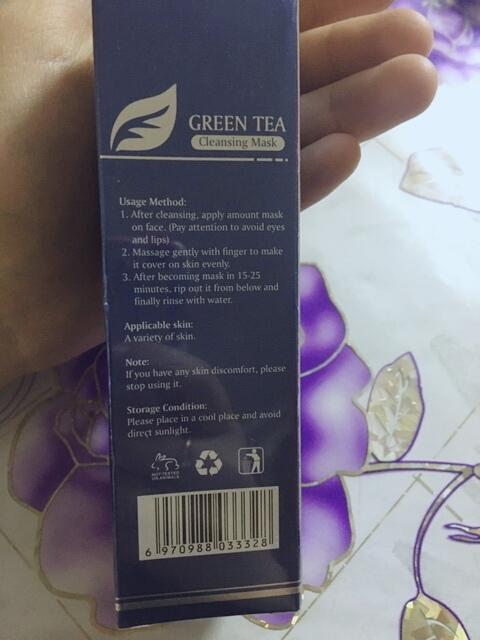 GREEN TEA
Cleansing Mask
Usage Method:
1. After cleansing, apply amount mask
on face. (Pay attention to avoid eyes
and lips)
2. Massage gently with finger to make
it cover on skin evenly.
3. After becoming mask in 15-25
minutes, rip out it from below and
finally rinse with water.
Applicable skin:
A variety of skin.
Note:
If you have any skin discomfort, please
stop using it.
Storage Condition:
Please place in a cool place and avoid
direct sunlight.
NOT TESTED
ON ANIMALS
6 970988 033328